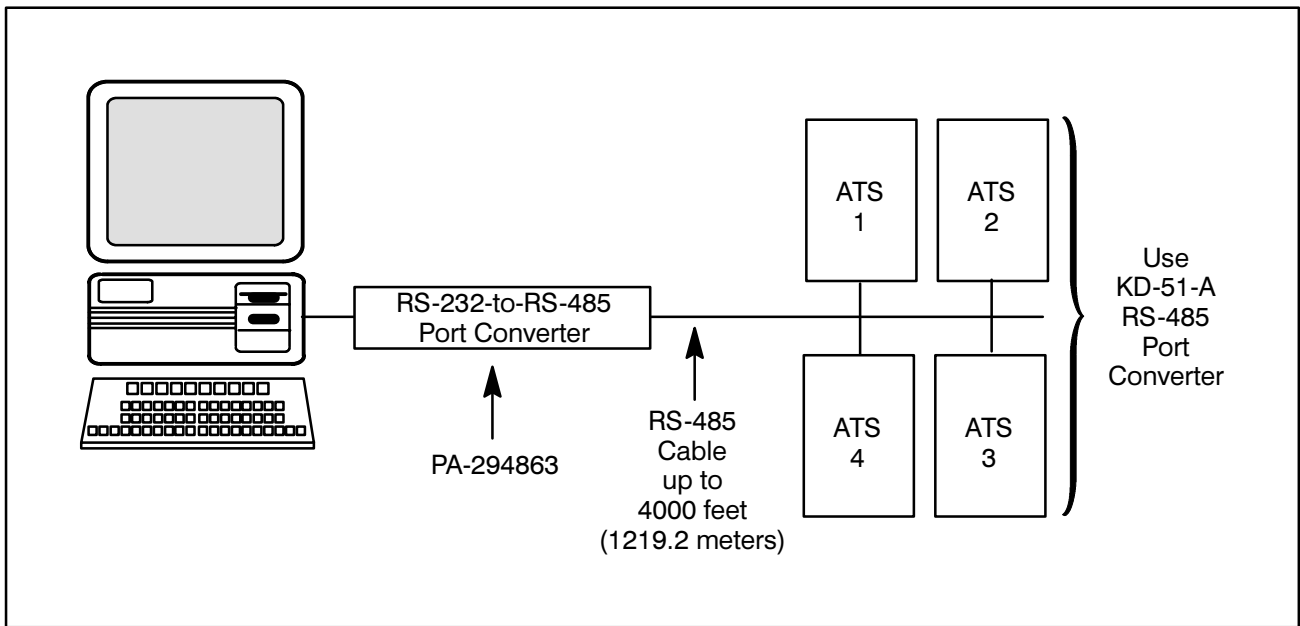 RS-232-to-RS-485
Port Converter
PA-294863
RS-485
Cable
up to
4000 feet
(1219.2 meters)
ATS
1
ATS
2
ATS
4
ATS
3
Use
KD-51-A
RS-485
Port
Converter